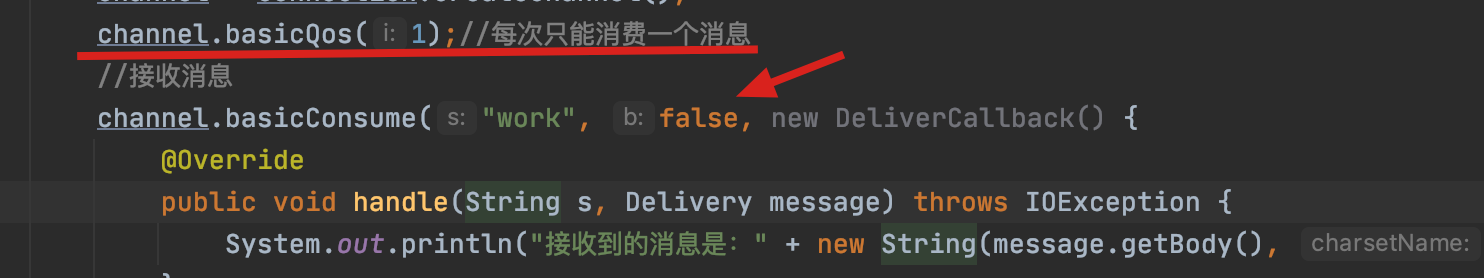 channel.basicQos( i: 1);//每次只能消费一个消息
//接收消息
channel.basicConsume( s: "work", b: false, new DeliverCallback() {
@Override
public void handle(String s, Delivery message) throws IOException {
System.out.println("接收到的消息是：" + new String(message.getBody(), charsetName: